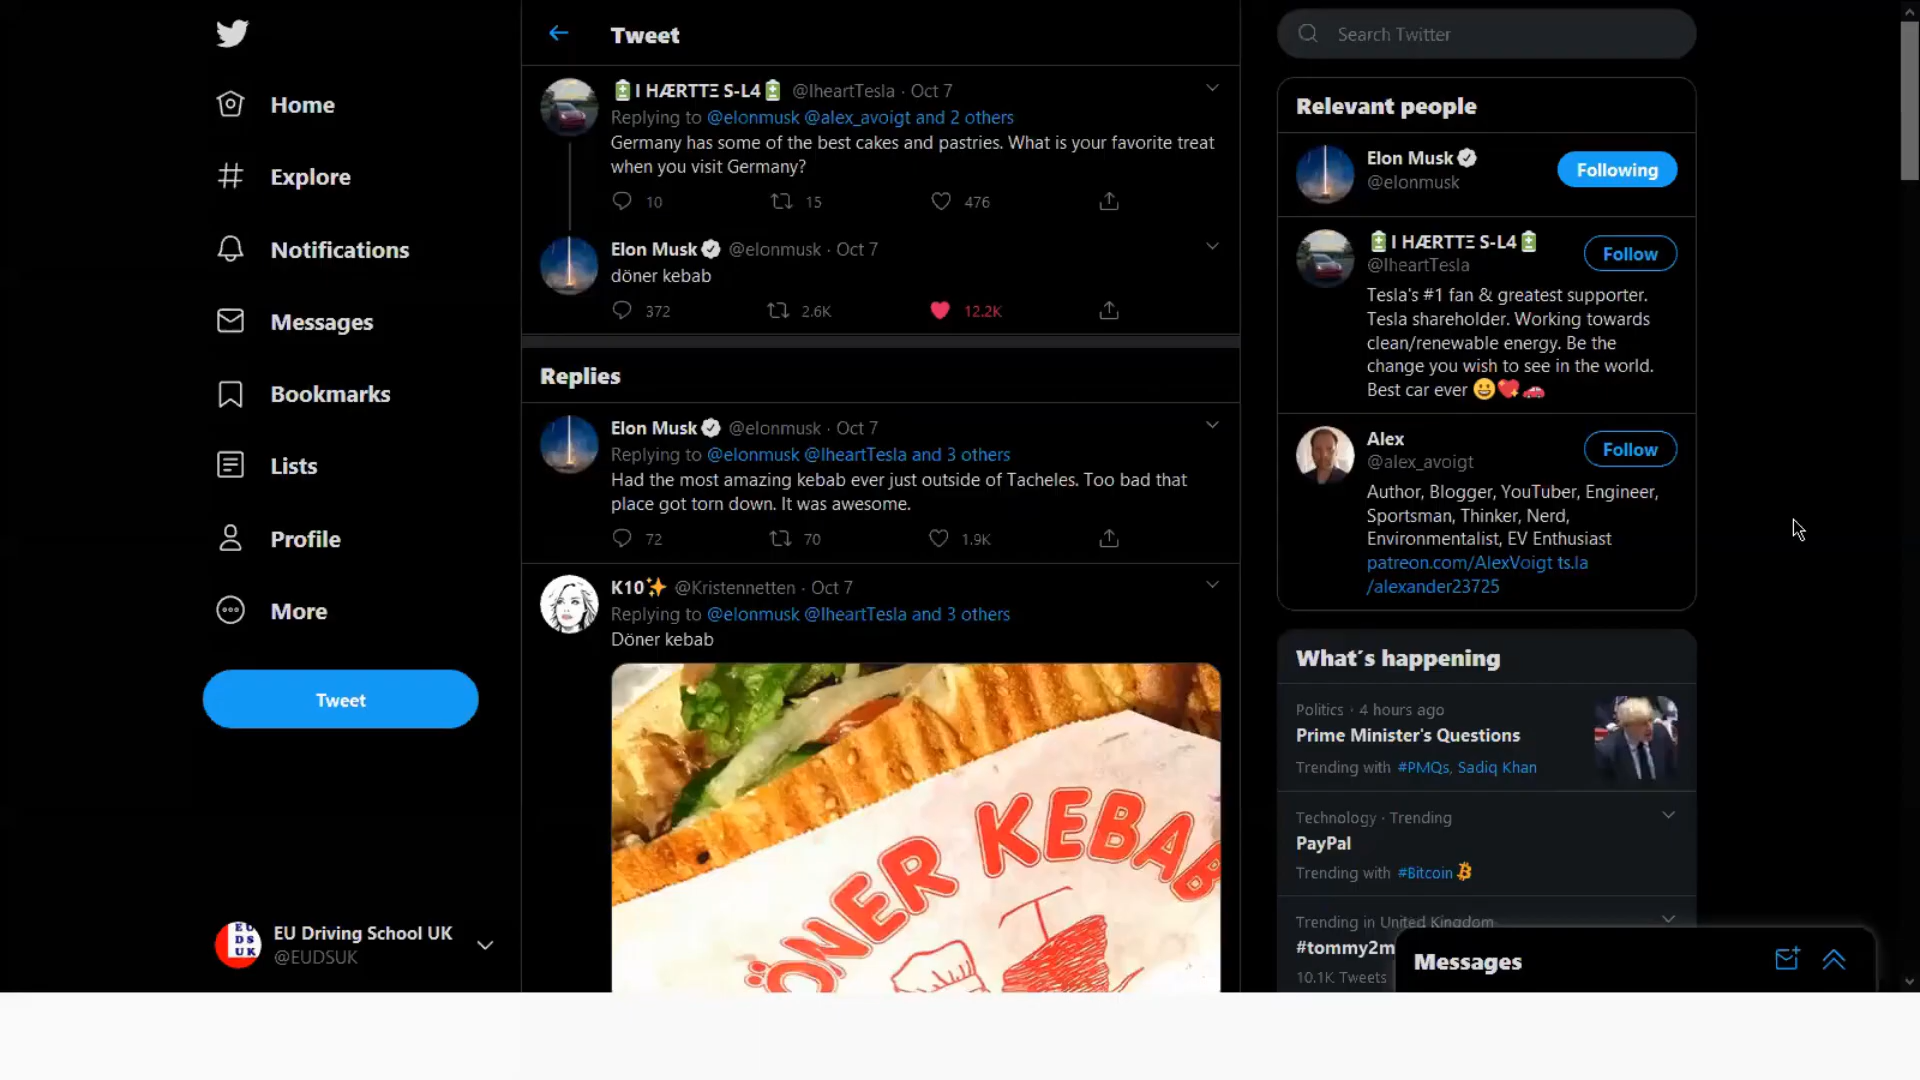 Home
Explore
Notifications
Messages
Bookmarks
Lists
Profile
More
Tweet
EU
DS
UK
EU Driving School UK
@EUDSUK
Tweet
I HÆRTTΞ S-L4 @IheartTesla · Oct 7
Replying to @elonmusk @alex_avoigt and 2 others
Germany has some of the best cakes and pastries. What is your favorite treat
when you visit Germany?
10 15 476
Elon Musk @elonmusk · Oct 7
döner kebab
372 2.6K 12.2K
Replies
Elon Musk @elonmusk · Oct 7
Replying to @elonmusk @IheartTesla and 3 others
Had the most amazing kebab ever just outside of Tacheles. Too bad that
place got torn down. It was awesome.
72 70 1.9K
K10✨ @Kristennetten · Oct 7
Replying to @elonmusk @IheartTesla and 3 others
Döner kebab
ÖNER KEBAB
Search Twitter
Relevant people
Elon Musk
@elonmusk
Following
I HÆRTTΞ S-L4
@IheartTesla
Follow
Tesla's #1 fan & greatest supporter.
Tesla shareholder. Working towards
clean/renewable energy. Be the
change you wish to see in the world.
Best car ever 😀💖🚗
Alex
@alex_avoigt
Follow
Author, Blogger, YouTuber, Engineer,
Sportsman, Thinker, Nerd,
Environmentalist, EV Enthusiast
patreon.com/AlexVoigt ts.la
/alexander23725
What´s happening
Politics · 4 hours ago
Prime Minister's Questions
Trending with #PMQs, Sadiq Khan
Technology · Trending
PayPal
Trending with #Bitcoin
Trending in United Kingdom
#tommy2m
10.1K Tweets
Messages